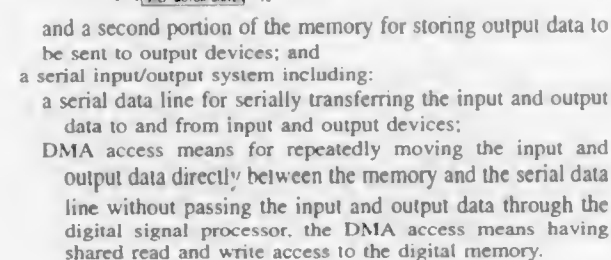 and a second portion of the memory for storing output data to
be sent to output devices; and
a serial input/output system including:
a serial data line for serially transferring the input and output
data to and from input and output devices;
DMA access means for repeatedly moving the input and
output data directly between the memory and the serial data
line without passing the input and output data through the
digital signal processor, the DMA access means having
shared read and write access to the digital memory.